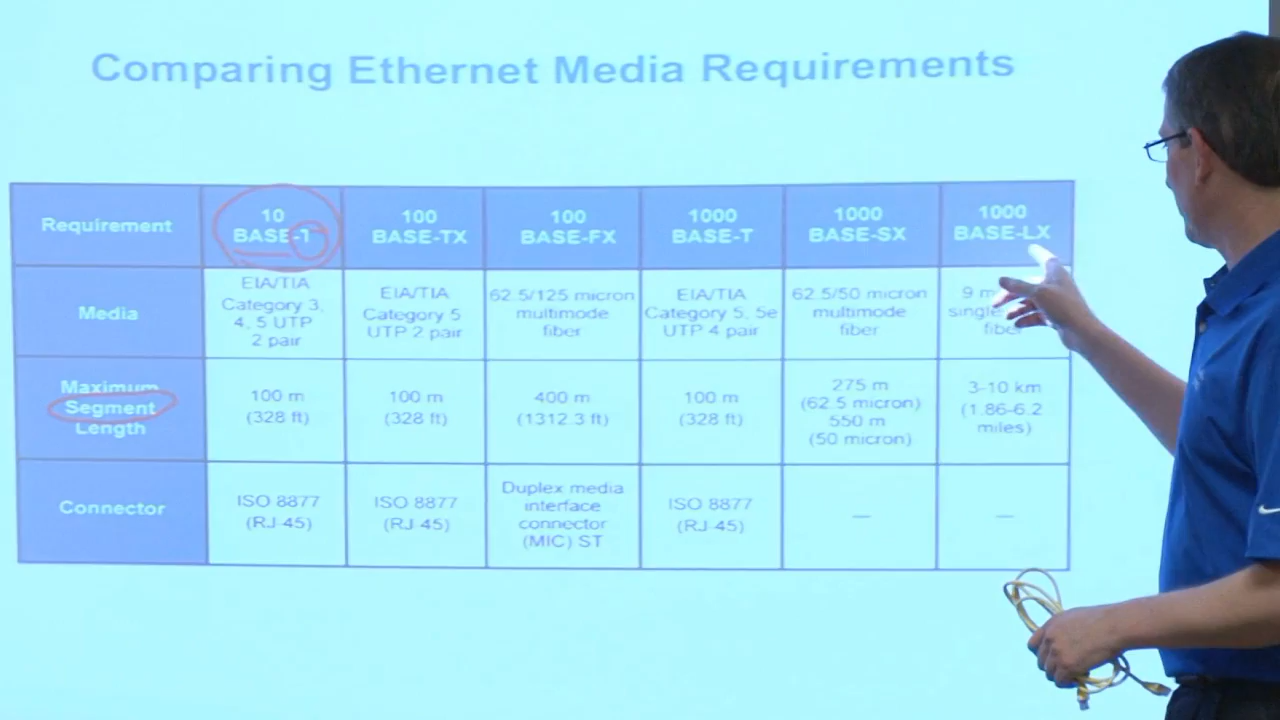 Comparing Ethernet Media Requirements
Requirement
10
BASE-T
100
BASE-TX
100
BASE-FX
1000
BASE-T
1000
BASE-SX
1000
BASE-LX
Media
EIA/TIA
Category 3,
4, 5 UTP
2 pair
EIA/TIA
Category 5
UTP 2 pair
62.5/125 micron
multimode
fiber
EIA/TIA
Category 5, 5e
UTP 4 pair
62.5/50 micron
multimode
fiber
9
fiber
Maximum
Segment
Length
100 m
(328 ft)
100 m
(328 ft)
400 m
(1312.3 ft)
100 m
(328 ft)
275 m
(62.5 micron)
550 m
(50 micron)
3-10 km
(1.86-6.2
miles)
Connector
ISO 8877
(RJ-45)
ISO 8877
(RJ-45)
Duplex media
interface
connector
(MIC) ST
ISO 8877
(RJ-45)
—
—